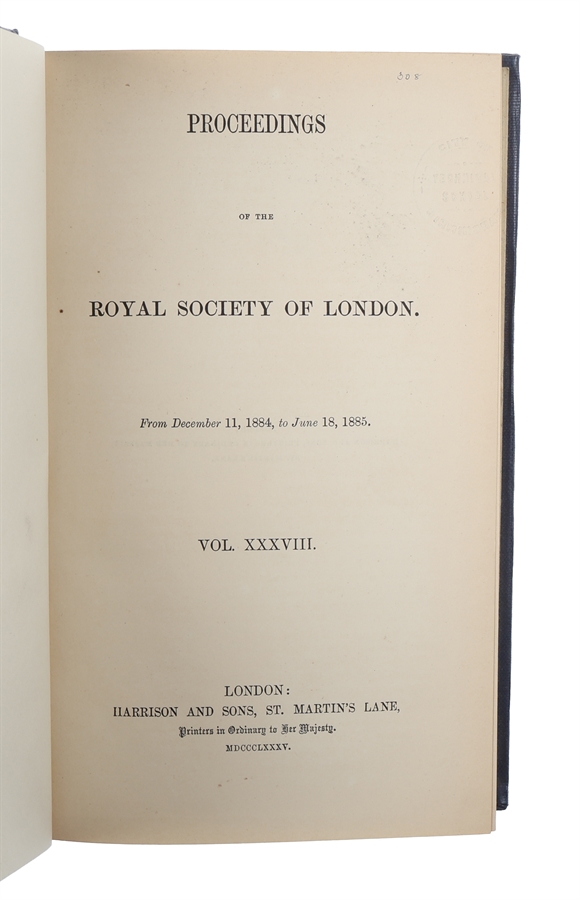 308
PROCEEDINGS
OF THE
ROYAL SOCIETY OF LONDON.
From December 11, 1884, to June 18, 1885.
VOL. XXXVIII.
LONDON:
HARRISON AND SONS, ST. MARTIN'S LANE,
Printers in Ordinary to Her Majesty.
MDCCCLXXXV.